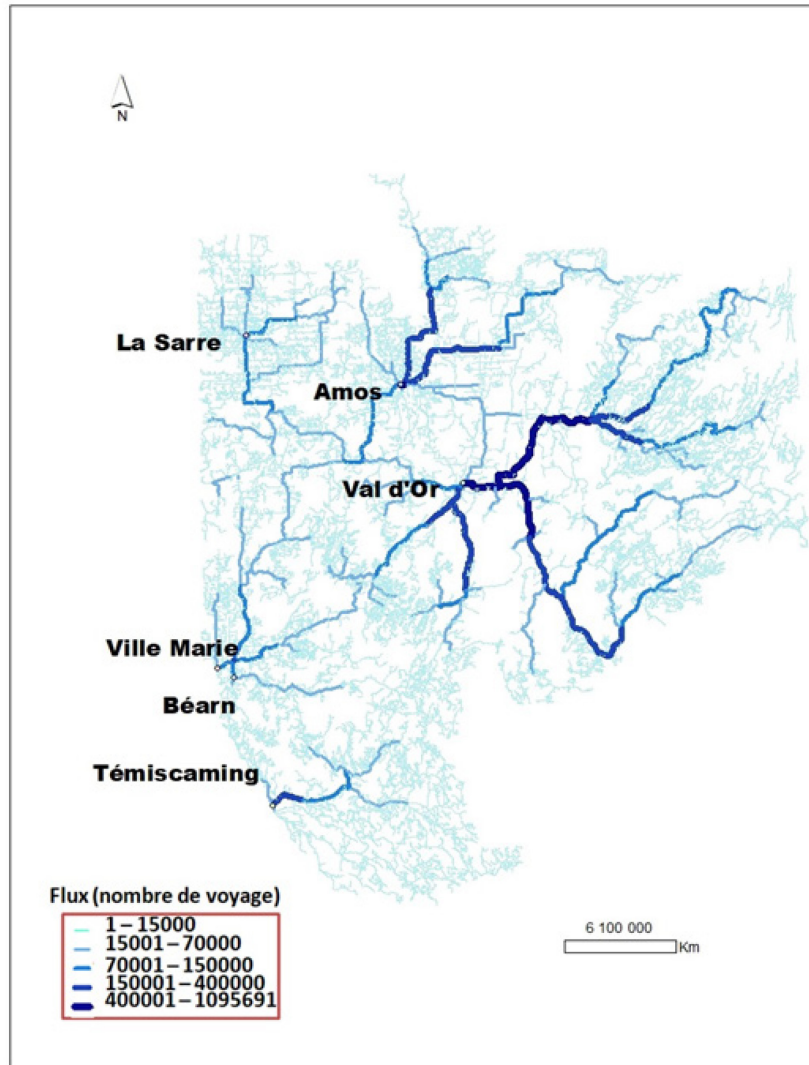 N
La Sarre
Amos
Val d'Or
Ville Marie
Béarn
Témiscaming
Flux (nombre de voyage)
1 – 15000
15001 – 70000
70001 – 150000
150001 – 400000
400001 – 1095691
6 100 000
Km